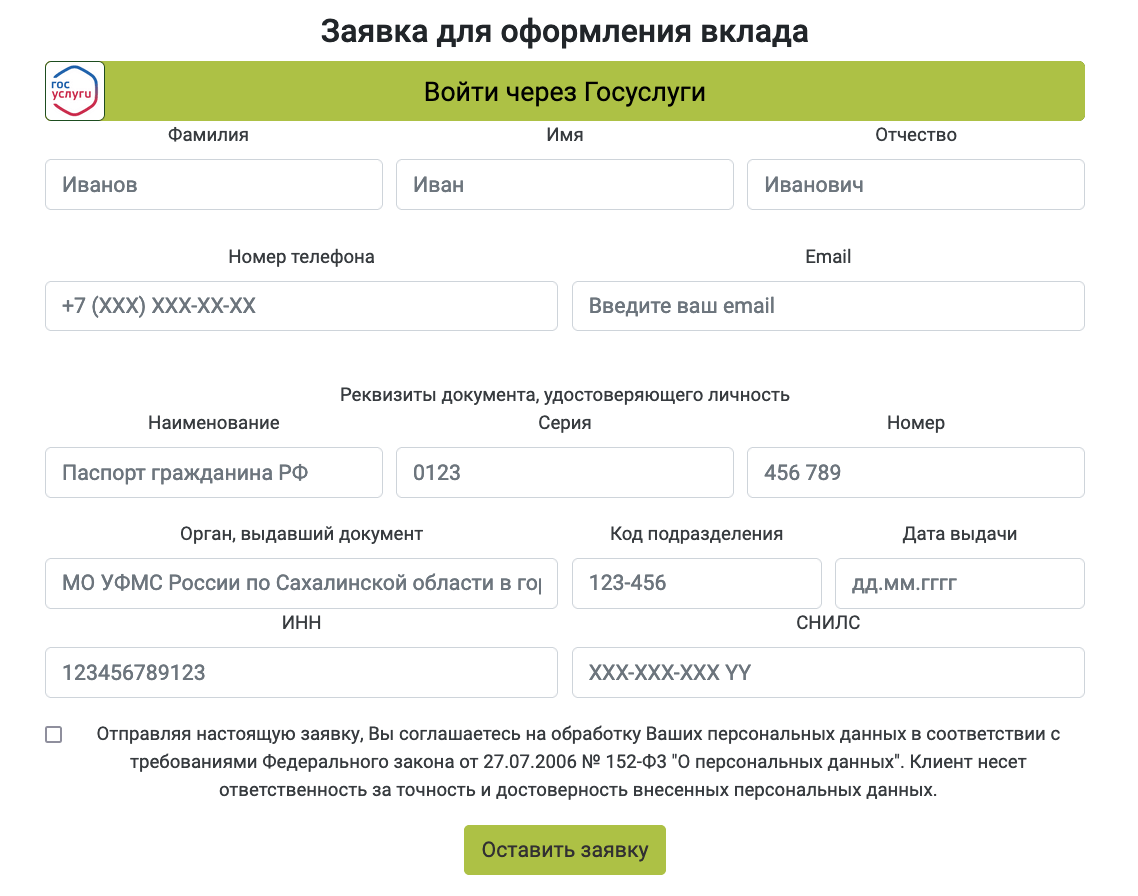 Заявка для оформления вклада
гос
услуги
Войти через Госуслуги
Фамилия Имя Отчество
Иванов Иван Иванович
Номер телефона Email
+7 (XXX) XXX-XX-XX Введите ваш email
Реквизиты документа, удостоверяющего личность
Наименование Серия Номер
Паспорт гражданина РФ 0123 456 789
Орган, выдавший документ Код подразделения Дата выдачи
МО УФМС России по Сахалинской области в го 123-456 дд.мм.гггг
ИНН СНИЛС
123456789123 XXX-XXX-XXX YY
Отправляя настоящую заявку, Вы соглашаетесь на обработку Ваших персональных данных в соответствии с
требованиями Федерального закона от 27.07.2006 № 152-ФЗ "О персональных данных". Клиент несет
ответственность за точность и достоверность внесенных персональных данных.
Оставить заявку